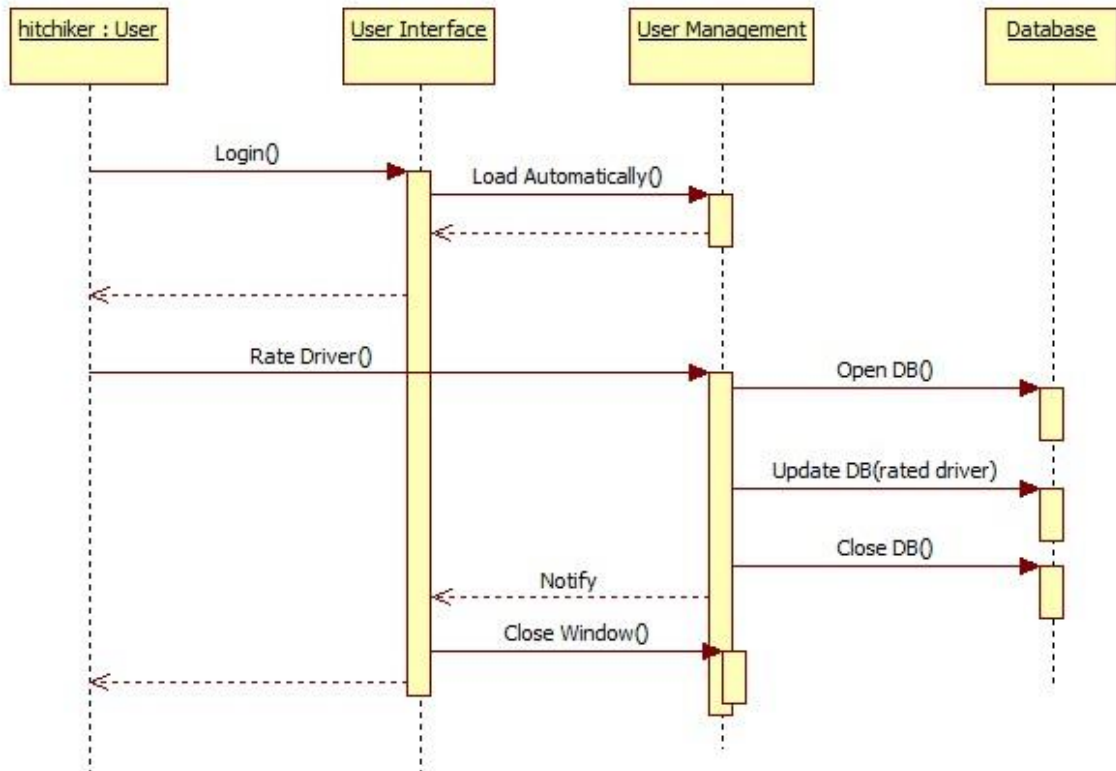 hitchiker : User
User Interface
User Management
Database
Login()
Load Automatically()
Rate Driver()
Open DB()
Update DB(rated driver)
Close DB()
Notify
Close Window()